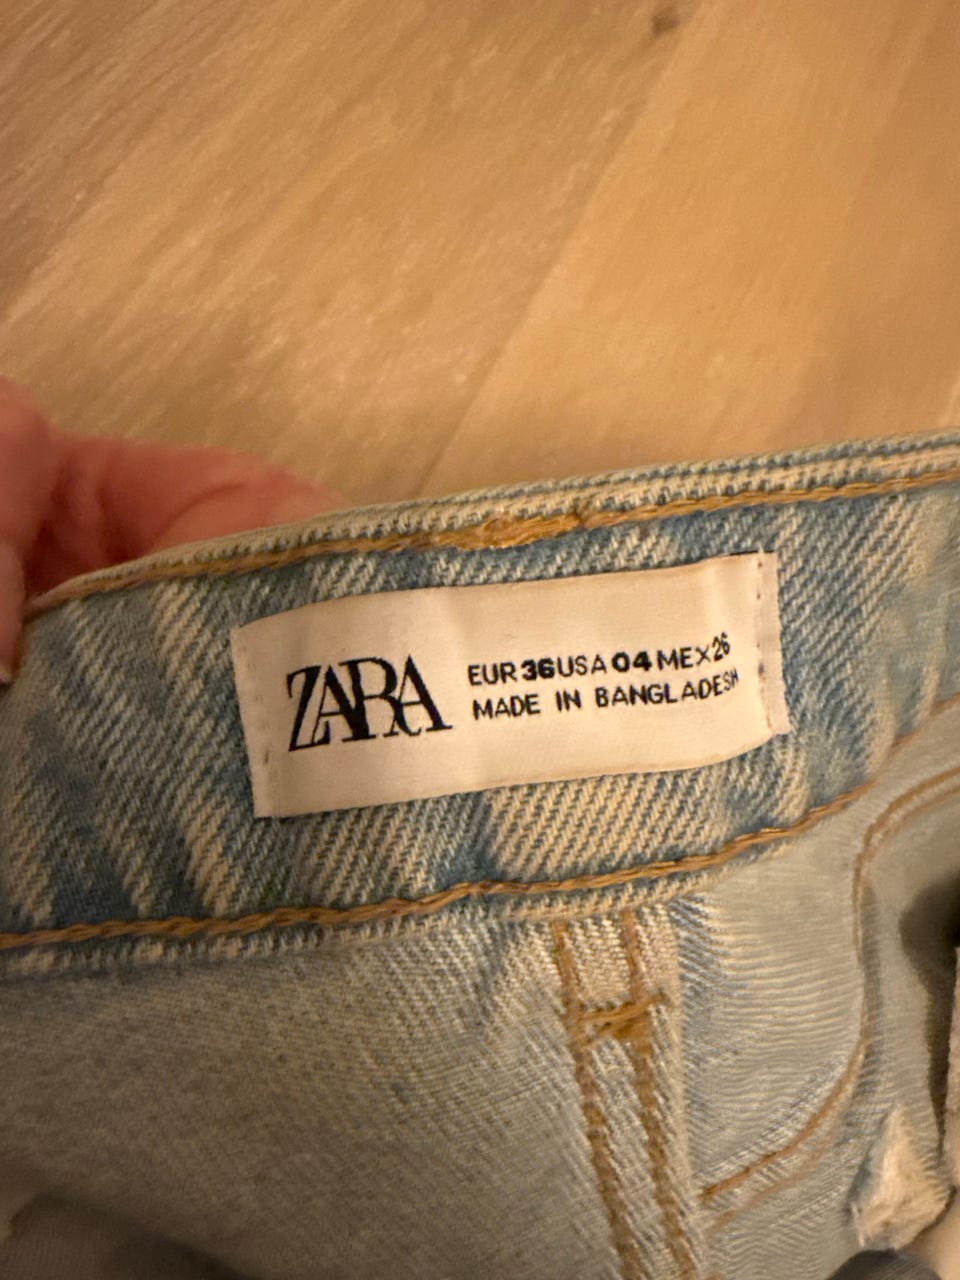 ZARA
EUR 36 USA 04 MEX 26
MADE IN BANGLADESH